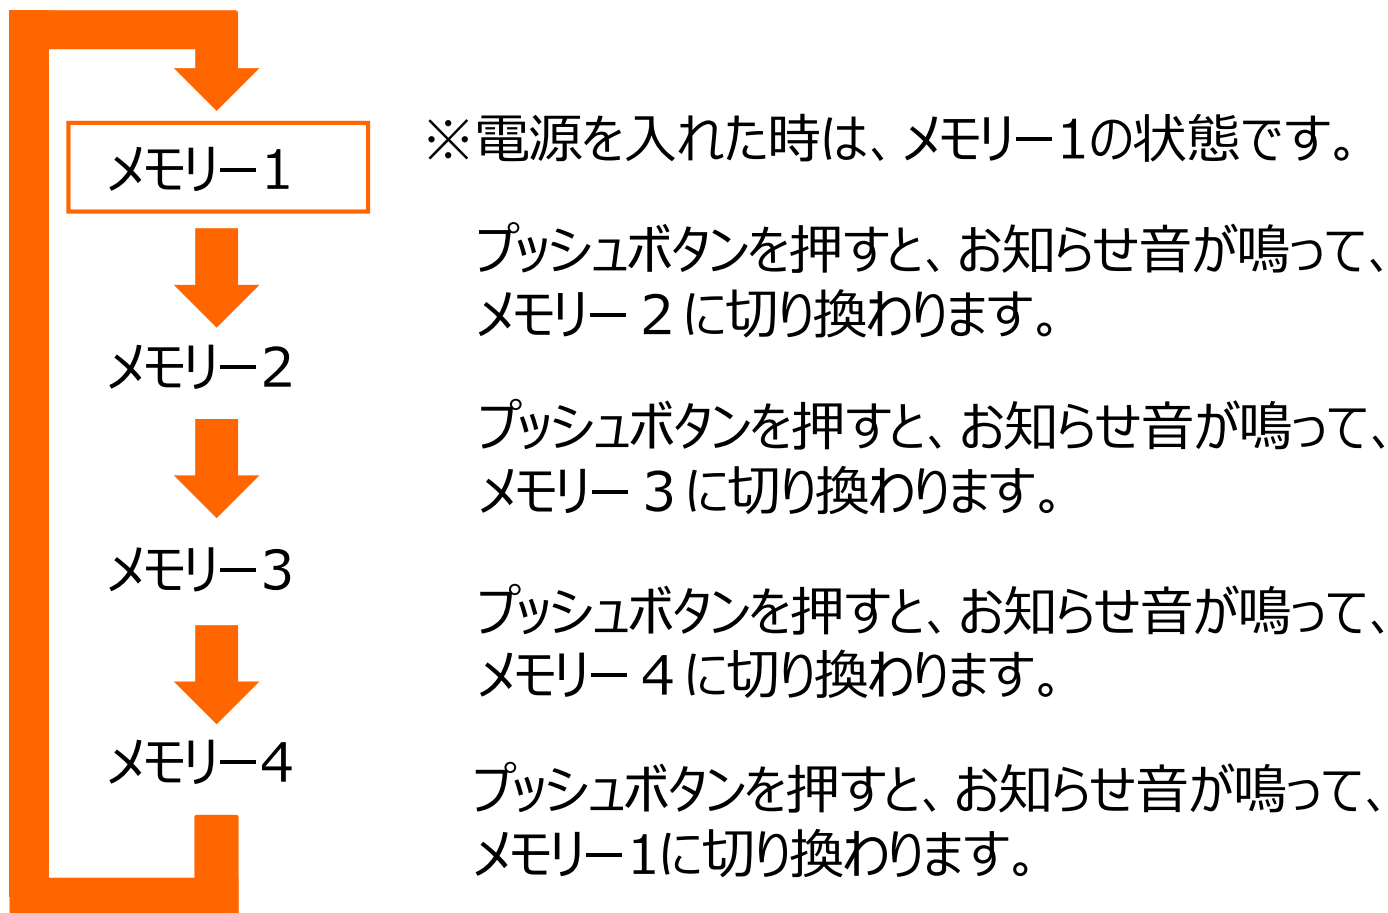 メモリー1
※電源を入れた時は、メモリー1の状態です。
プッシュボタンを押すと、お知らせ音が鳴って、
メモリー２に切り換わります。
メモリー2
プッシュボタンを押すと、お知らせ音が鳴って、
メモリー３に切り換わります。
メモリー3
プッシュボタンを押すと、お知らせ音が鳴って、
メモリー４に切り換わります。
メモリー4
プッシュボタンを押すと、お知らせ音が鳴って、
メモリー1に切り換わります。